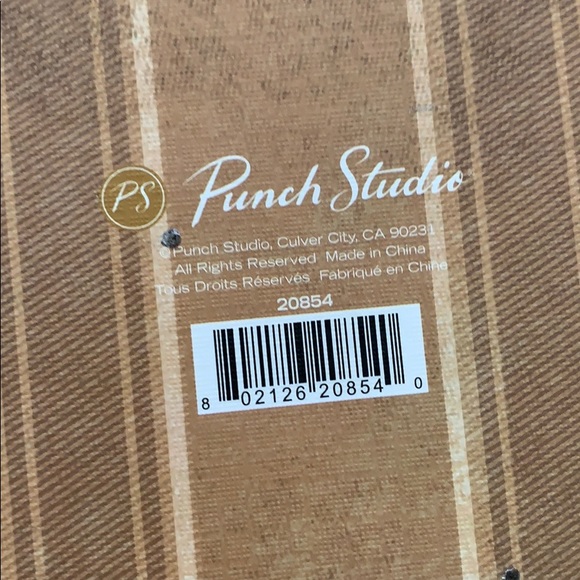 PS Punch Studio
©Punch Studio, Culver City, CA 90231
All Rights Reserved Made in China
Tous Droits Réservés Fabriqué en Chine
20854
8 02126 20854 0